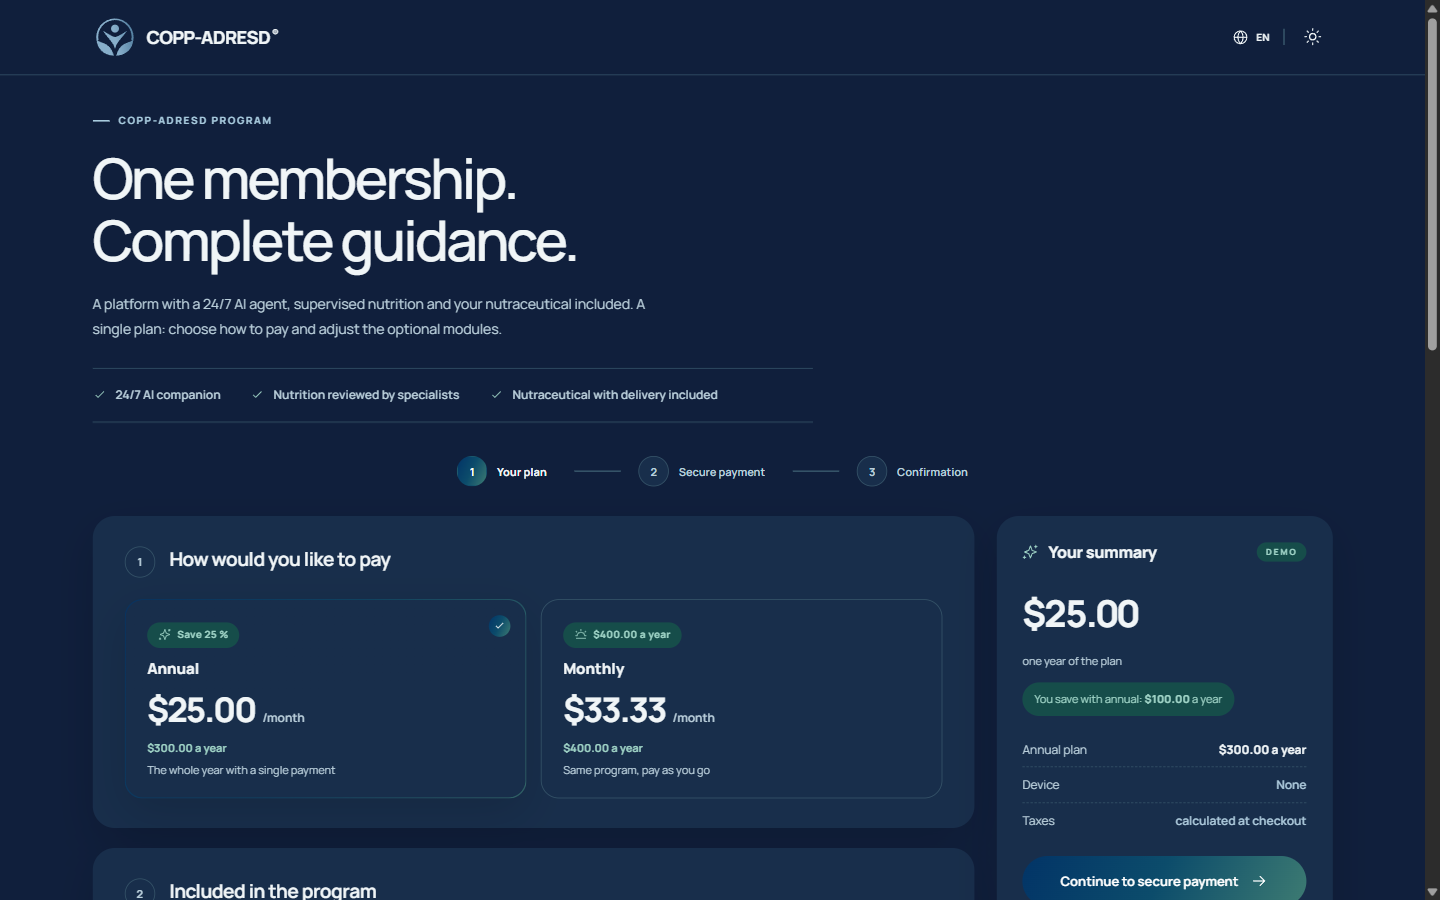 COPP-ADRESD®
EN
COPP-ADRESD PROGRAM
One membership.
Complete guidance.
A platform with a 24/7 AI agent, supervised nutrition and your nutraceutical included. A
single plan: choose how to pay and adjust the optional modules.
24/7 AI companion
Nutrition reviewed by specialists
Nutraceutical with delivery included
1 Your plan
2 Secure payment
3 Confirmation
1 How would you like to pay
Save 25 %
Annual
$25.00 /month
$300.00 a year
The whole year with a single payment
$400.00 a year
Monthly
$33.33 /month
$400.00 a year
Same program, pay as you go
2 Included in the program
Your summary
DEMO
$25.00
one year of the plan
You save with annual: $100.00 a year
Annual plan $300.00 a year
Device None
Taxes calculated at checkout
Continue to secure payment